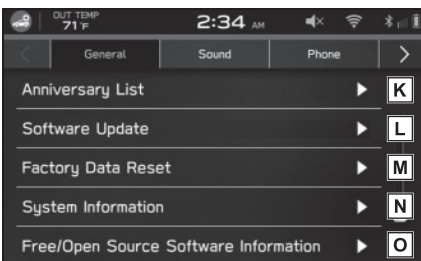 OUT TEMP
71°F 2:34 AM
General Sound Phone
Anniversary List K
Software Update L
Factory Data Reset M
System Information N
Free/Open Source Software Information O